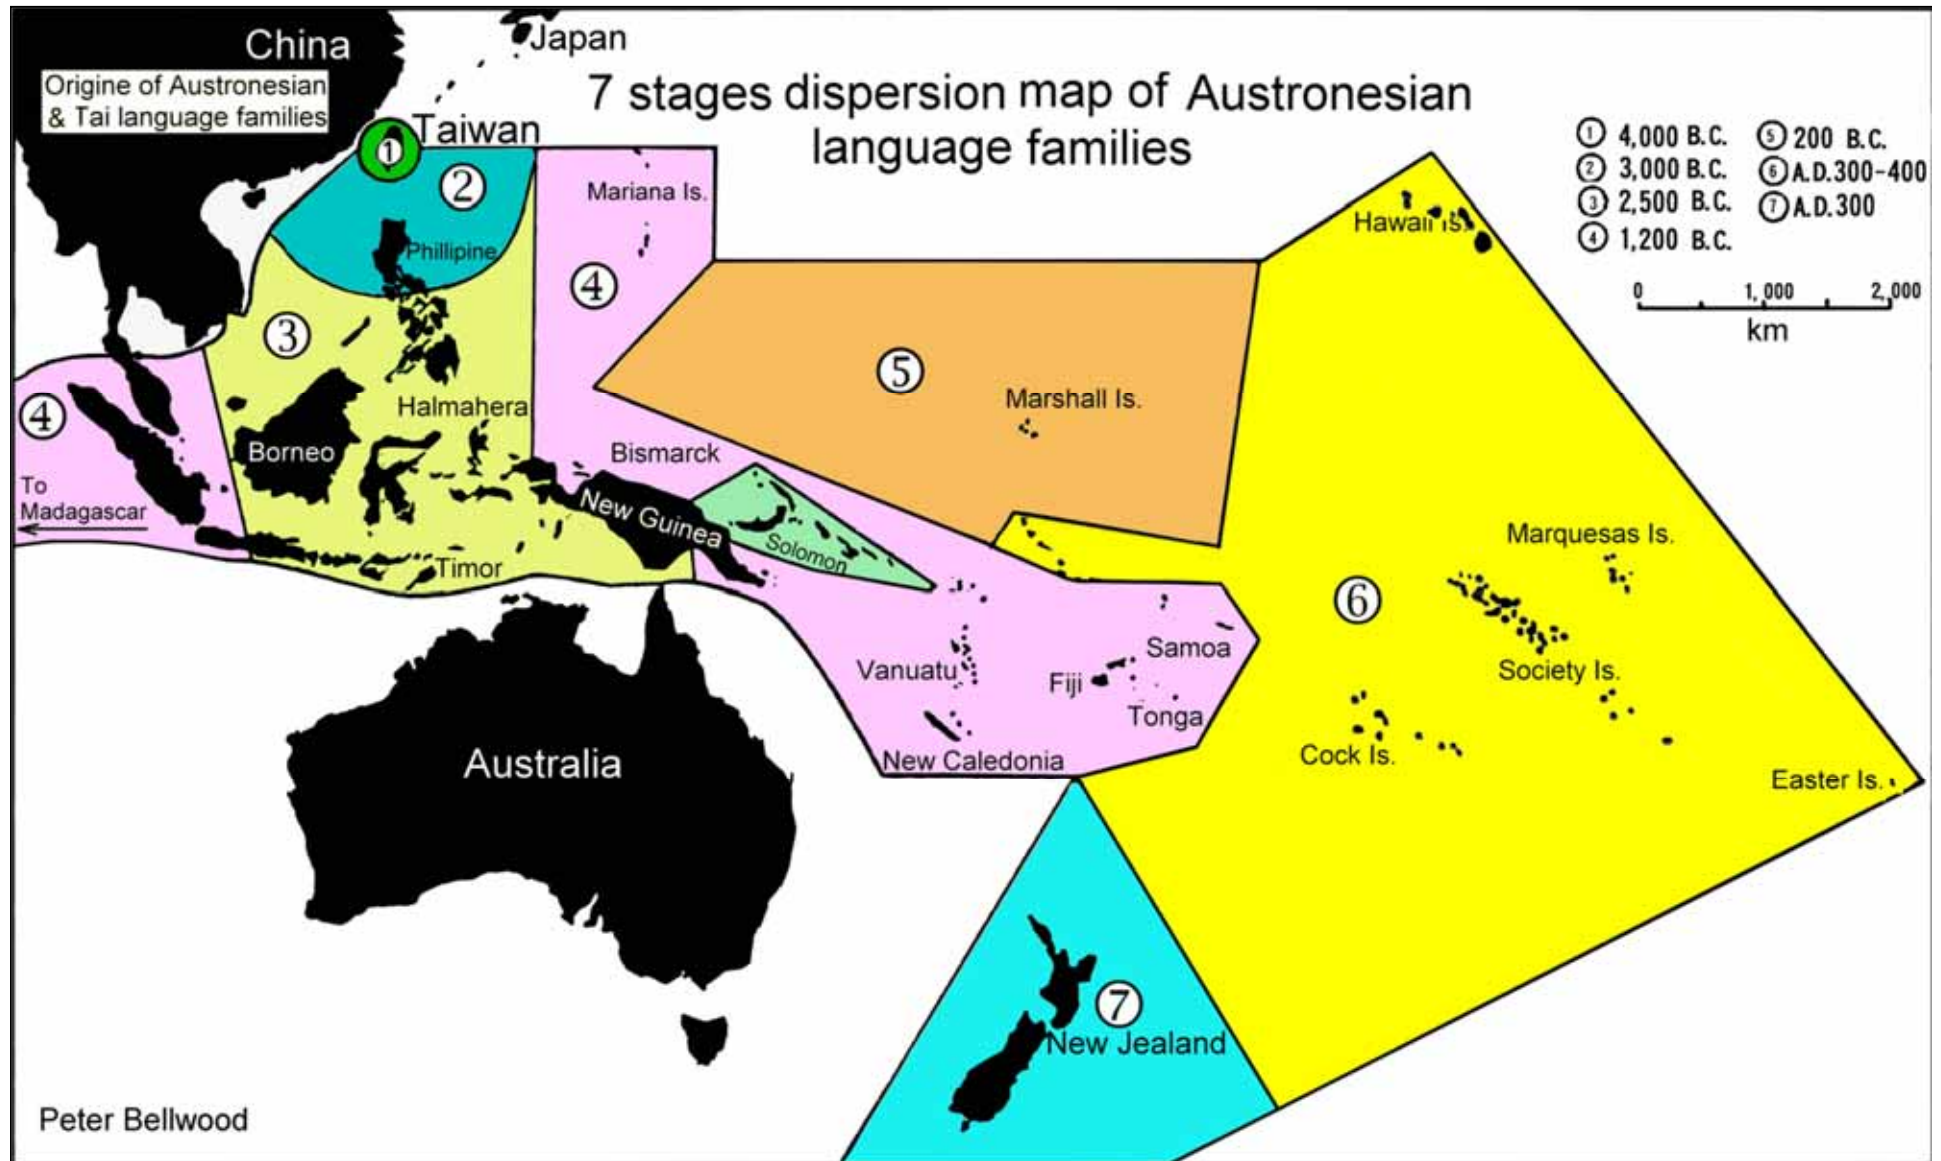 China
Japan
Origine of Austronesian
& Tai language families
7 stages dispersion map of Austronesian
language families
Taiwan
① 4,000 B.C.
② 3,000 B.C.
③ 2,500 B.C.
④ 1,200 B.C.
⑤ 200 B.C.
⑥ A.D.300-400
⑦ A.D.300
0 1,000 2,000
km
①
②
Mariana Is.
Hawaii Is.
Phillipine
④
③
⑤
Marshall Is.
④
Halmahera
Borneo
Bismarck
To
Madagascar
New Guinea
Solomon
Timor
Marquesas Is.
⑥
Samoa
Vanuatu
Fiji
Society Is.
Tonga
Australia
New Caledonia
Cock Is.
Easter Is.
⑦
New Jealand
Peter Bellwood